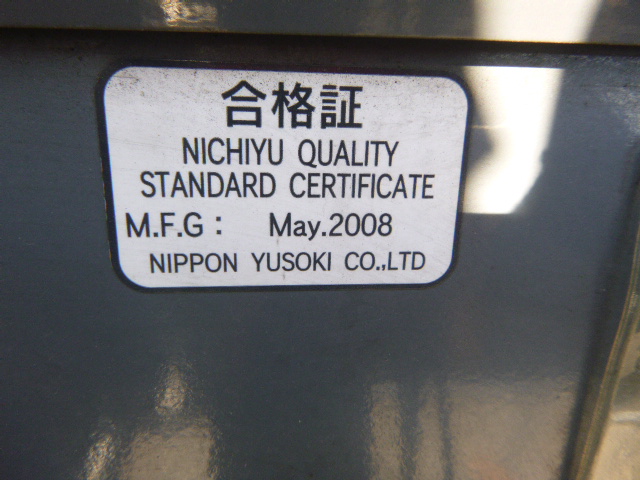 合格証
NICHIYU QUALITY
STANDARD CERTIFICATE
M.F.G : May.2008
NIPPON YUSOKI CO.,LTD